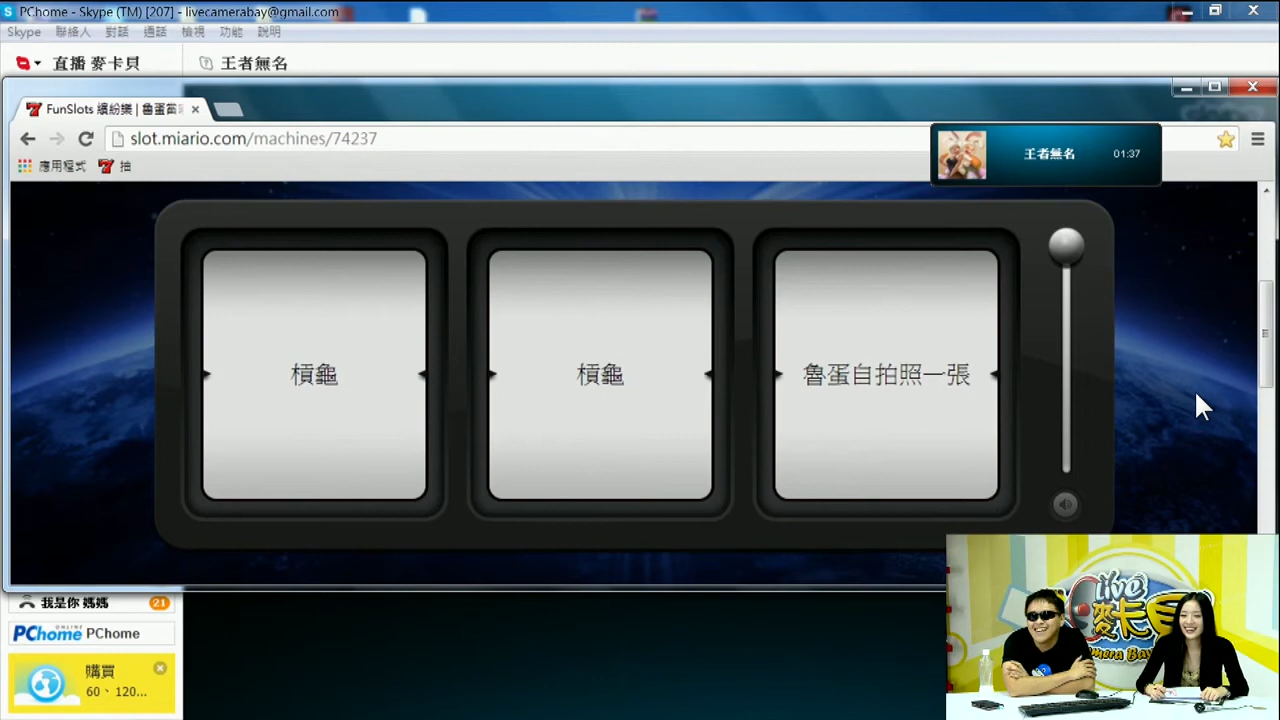 PChome - Skype (TM) [207] - livecamerabay@gmail.com
Skype 聯絡人 對話 通話 檢視 功能 說明
直播 麥卡貝
王者無名
FunSlots 繽紛樂 | 魯蛋當
slot.miario.com/machines/74237
王者無名 01:37
應用程式 抽
槓龜
槓龜
魯蛋自拍照一張
我是你 媽媽 21
PChome ONLINE PChome
購買
60、120...
Live
麥卡貝